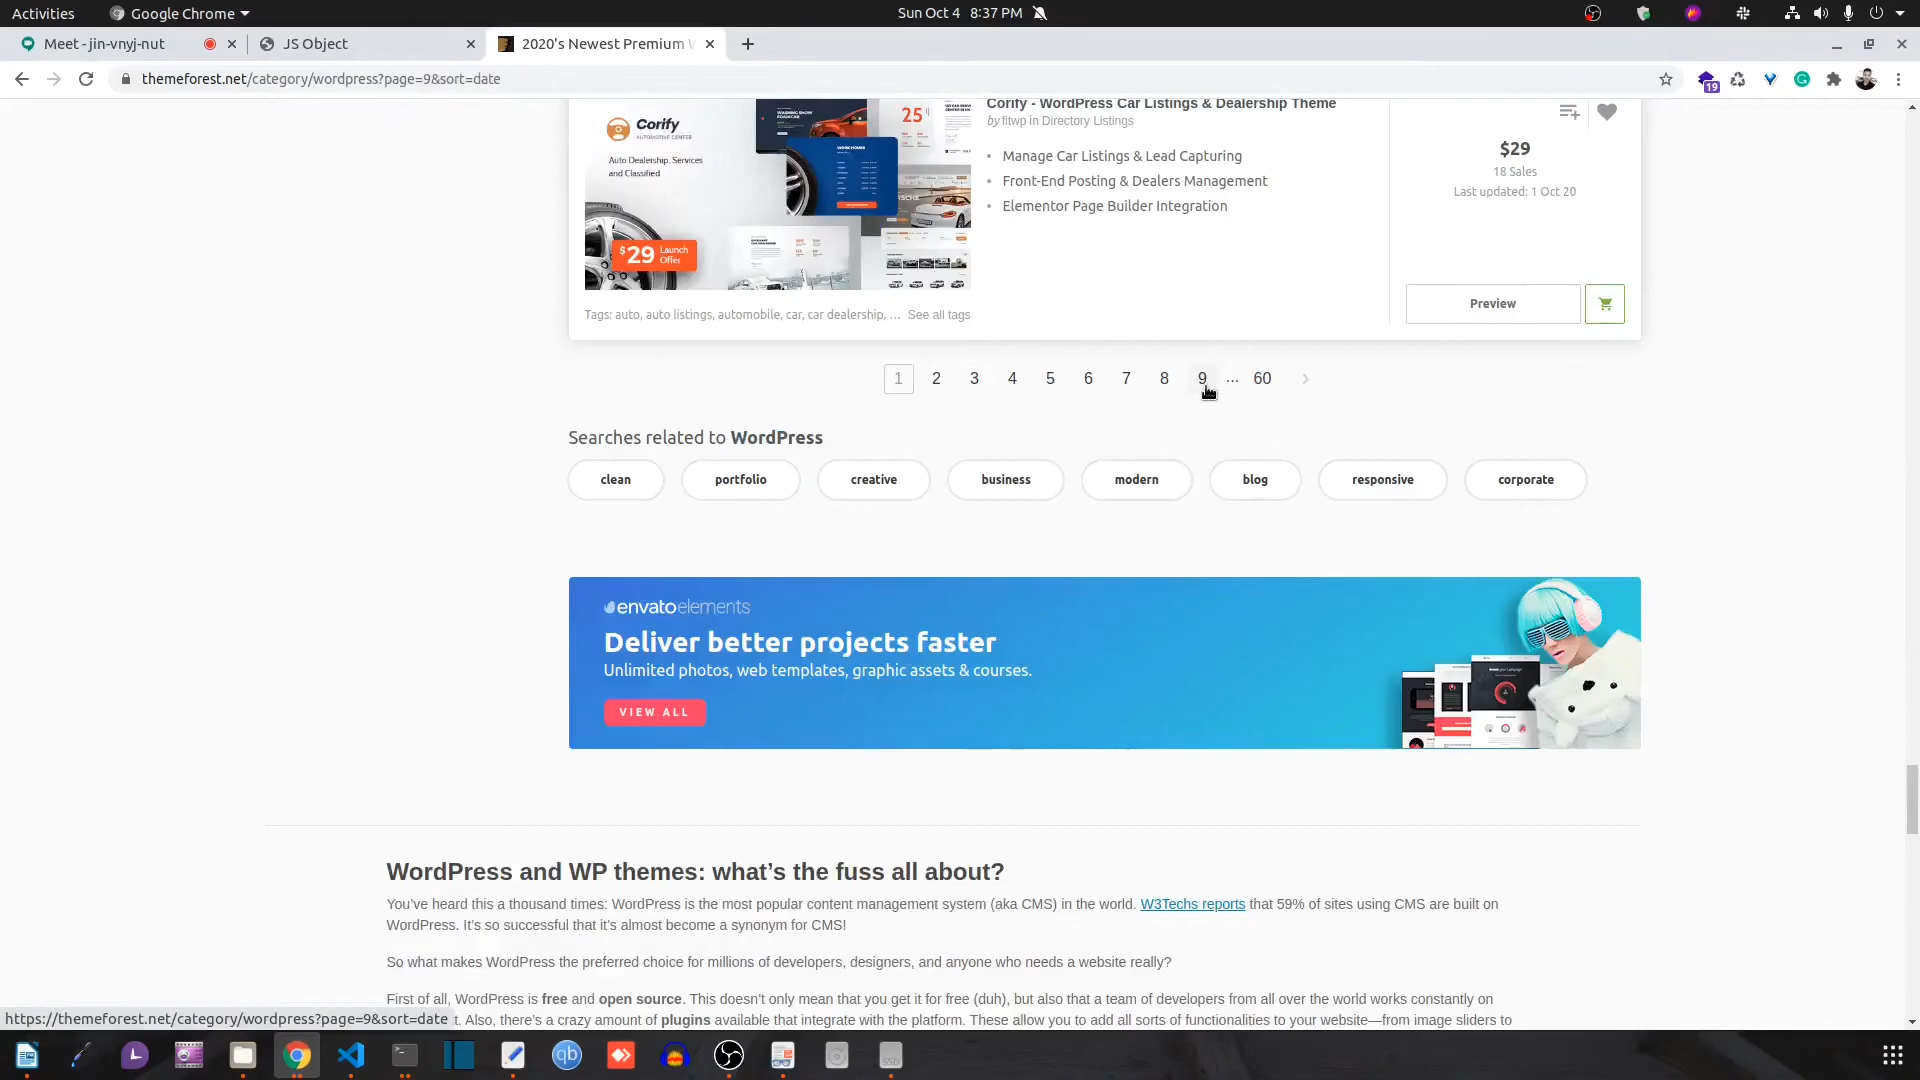 Activities
Google Chrome
Sun Oct 4 8:37 PM
Meet - jin-vnyj-nut
JS Object
2020's Newest Premium W
themeforest.net/category/wordpress?page=9&sort=date
19
Corify
AUTOMOTIVE CENTER
Auto Dealership, Services
and Classified
25
WORK HOURS
$29 Launch
Offer
Corify - WordPress Car Listings & Dealership Theme
by fitwp in Directory Listings
• Manage Car Listings & Lead Capturing
• Front-End Posting & Dealers Management
• Elementor Page Builder Integration
$29
18 Sales
Last updated: 1 Oct 20
Preview
Tags: auto, auto listings, automobile, car, car dealership, ... See all tags
1 2 3 4 5 6 7 8 9 ... 60
Searches related to WordPress
clean portfolio creative business modern blog responsive corporate
envatoelements
Deliver better projects faster
Unlimited photos, web templates, graphic assets & courses.
VIEW ALL
WordPress and WP themes: what’s the fuss all about?
You’ve heard this a thousand times: WordPress is the most popular content management system (aka CMS) in the world. W3Techs reports that 59% of sites using CMS are built on
WordPress. It’s so successful that it’s almost become a synonym for CMS!
So what makes WordPress the preferred choice for millions of developers, designers, and anyone who needs a website really?
First of all, WordPress is free and open source. This doesn’t only mean that you get it for free (duh), but also that a team of developers from all over the world works constantly on
https://themeforest.net/category/wordpress?page=9&sort=date t. Also, there’s a crazy amount of plugins available that integrate with the platform. These allow you to add all sorts of functionalities to your website—from image sliders to
qb
SSD